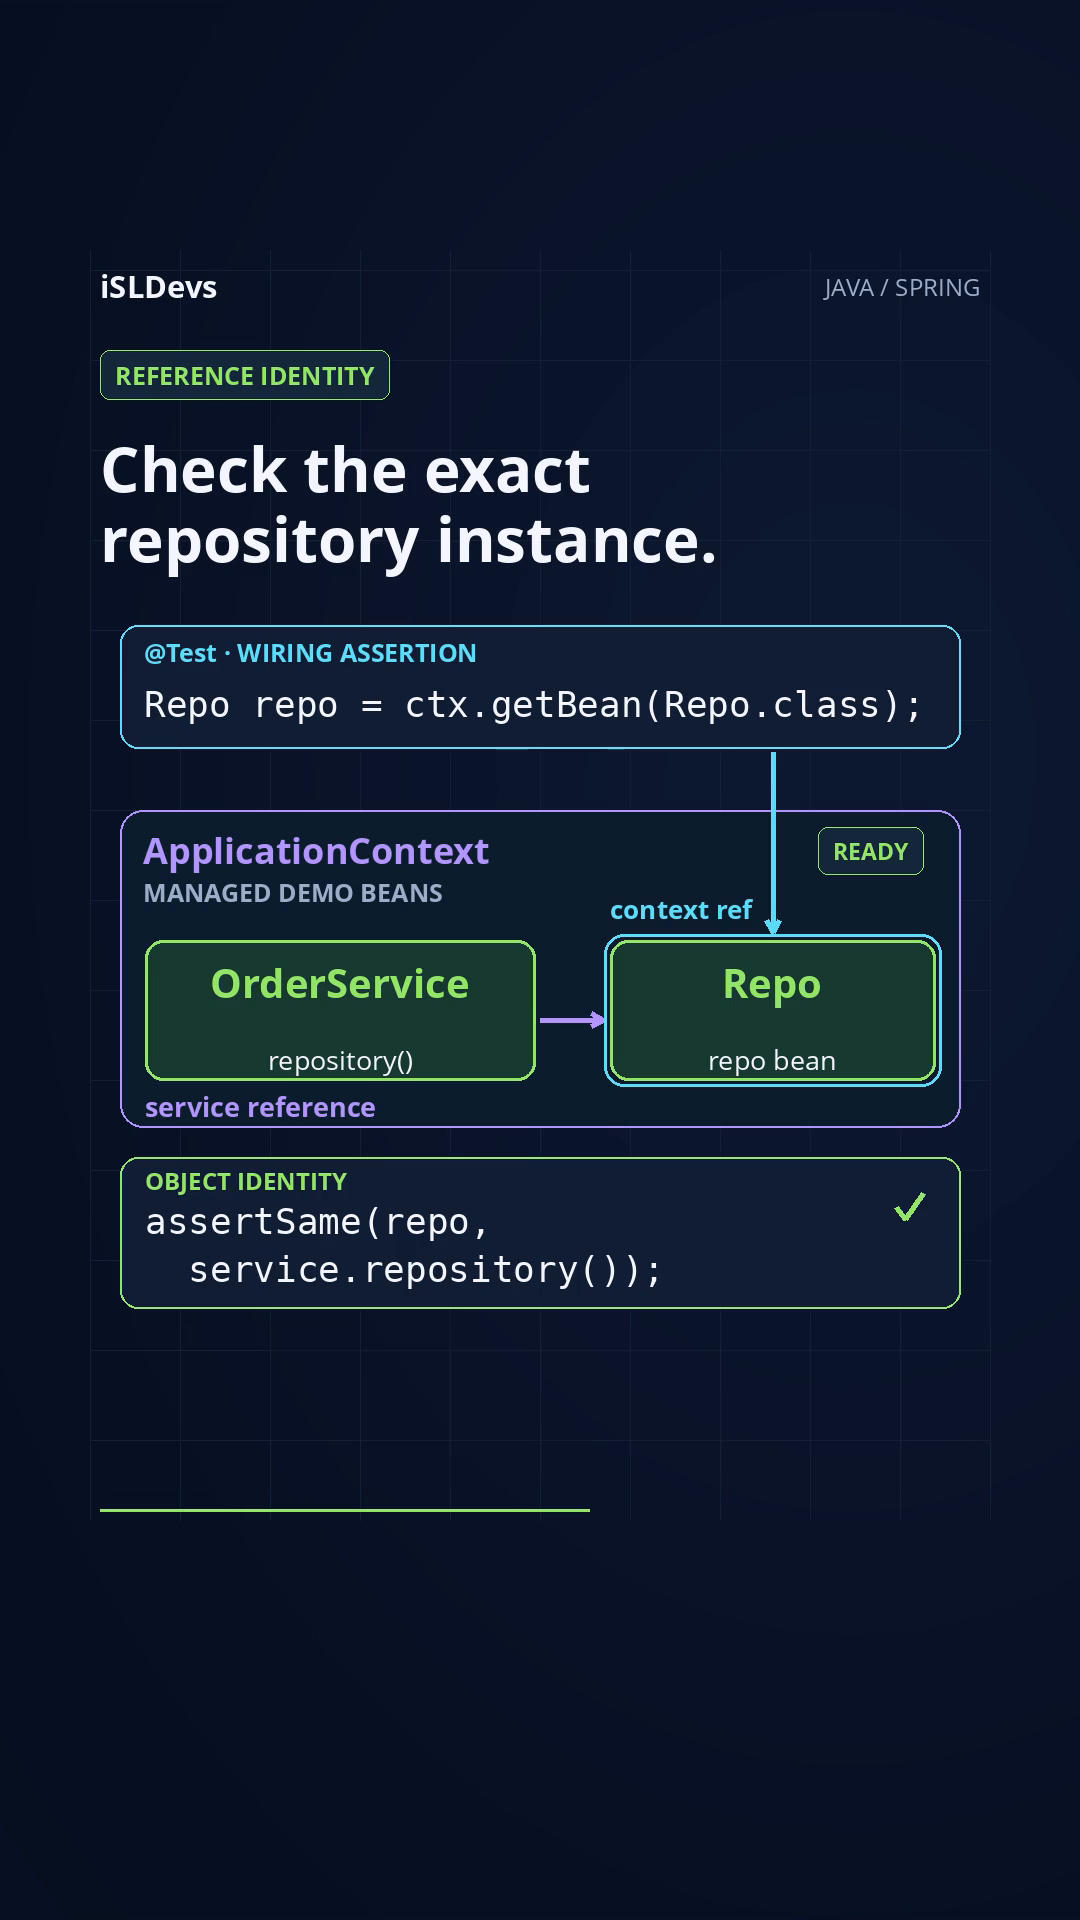 iSLDevs
JAVA / SPRING
REFERENCE IDENTITY
Check the exact
repository instance.
@Test · WIRING ASSERTION
Repo repo = ctx.getBean(Repo.class);
ApplicationContext
READY
MANAGED DEMO BEANS
context ref
OrderService
Repo
repository()
repo bean
service reference
OBJECT IDENTITY
assertSame(repo,
  service.repository());